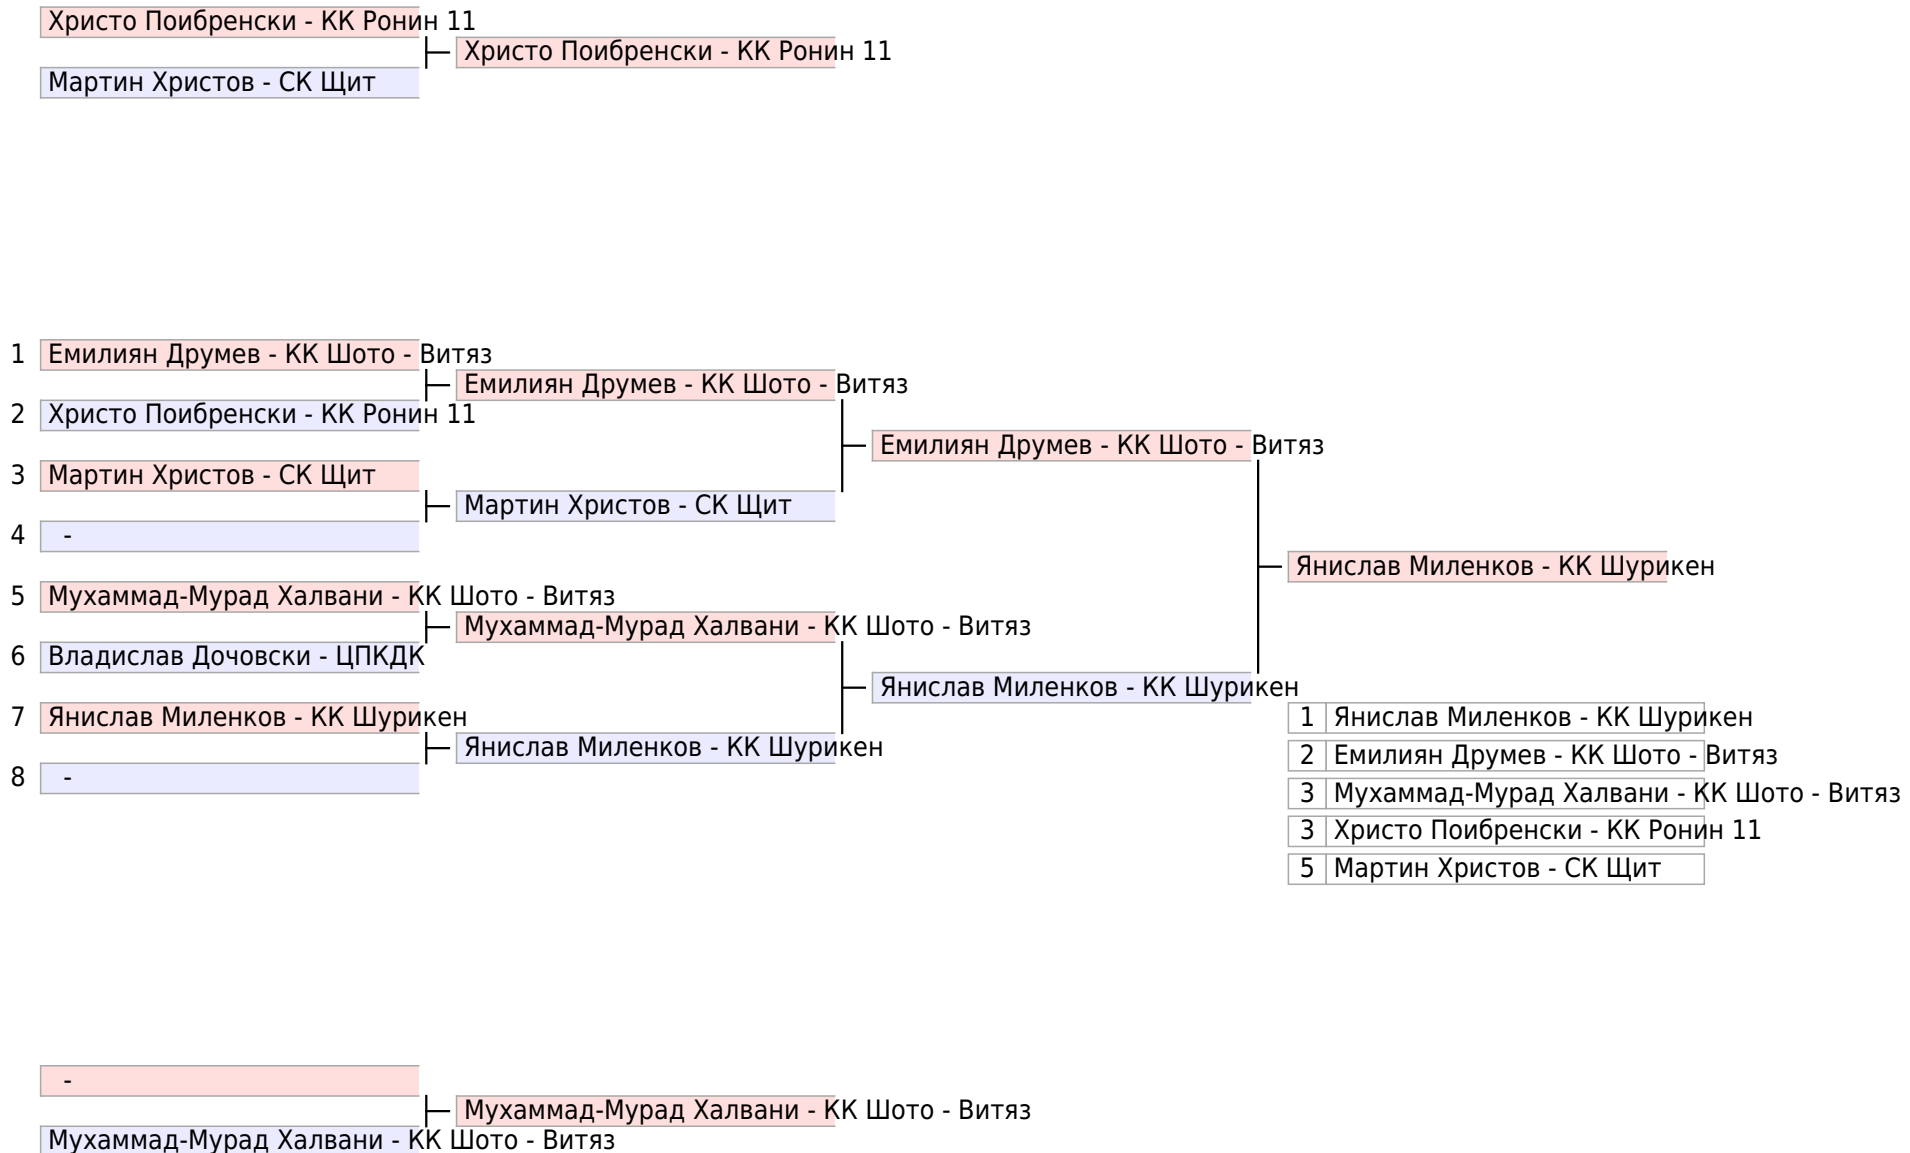 Христо Поибренски - КК Ронин 11
Христо Поибренски - КК Ронин 11
Мартин Христов - СК Щит
1 Емилиян Друмев - КК Шото - Витяз
Емилиян Друмев - КК Шото - Витяз
2 Христо Поибренски - КК Ронин 11
Емилиян Друмев - КК Шото - Витяз
3 Мартин Христов - СК Щит
Мартин Христов - СК Щит
4 -
Янислав Миленков - КК Шурикен
5 Мухаммад-Мурад Халвани - КК Шото - Витяз
Мухаммад-Мурад Халвани - КК Шото - Витяз
6 Владислав Дочовски - ЦПКДК
Янислав Миленков - КК Шурикен
7 Янислав Миленков - КК Шурикен
Янислав Миленков - КК Шурикен
8 -
1 Янислав Миленков - КК Шурикен
2 Емилиян Друмев - КК Шото - Витяз
3 Мухаммад-Мурад Халвани - КК Шото - Витяз
3 Христо Поибренски - КК Ронин 11
5 Мартин Христов - СК Щит
-
Мухаммад-Мурад Халвани - КК Шото - Витяз
Мухаммад-Мурад Халвани - КК Шото - Витяз